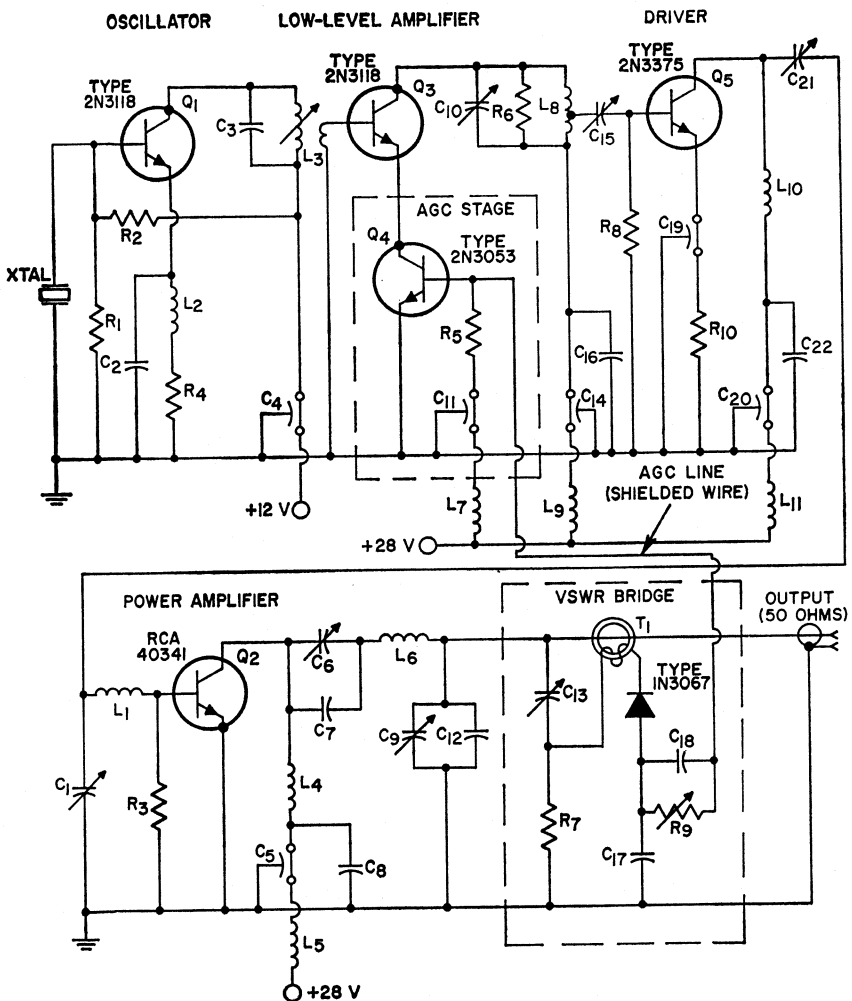 OSCILLATOR
LOW-LEVEL AMPLIFIER
DRIVER
TYPE
2N3118
Q1
C3
L3
TYPE
2N3118
Q3
C10
R6
L8
C15
TYPE
2N3375
Q5
C21
R2
AGC STAGE
Q4
TYPE
2N3053
R8
C19
L10
XTAL
R1
L2
C2
R4
C4
R5
C11
C16
C14
R10
C20
C22
+12 V
L7
L9
AGC LINE
(SHIELDED WIRE)
L11
+28 V
POWER AMPLIFIER
VSWR BRIDGE
OUTPUT
(50 OHMS)
RCA
40341
Q2
C6
L6
T1
L1
C7
C9
C12
C13
TYPE
1N3067
C18
C1
R3
L4
C5
C8
R7
R9
C17
L5
+28 V